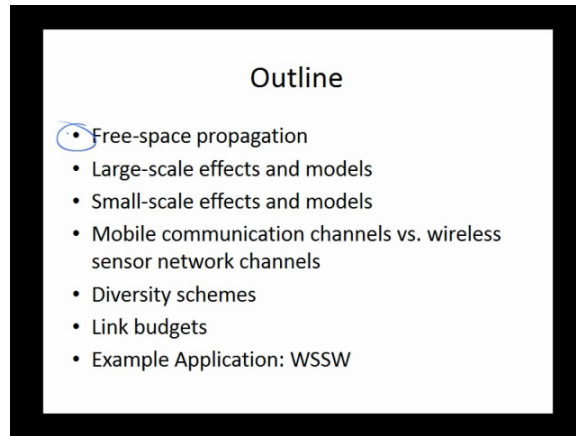 Outline
• Free-space propagation
• Large-scale effects and models
• Small-scale effects and models
• Mobile communication channels vs. wireless
sensor network channels
• Diversity schemes
• Link budgets
• Example Application: WSSW